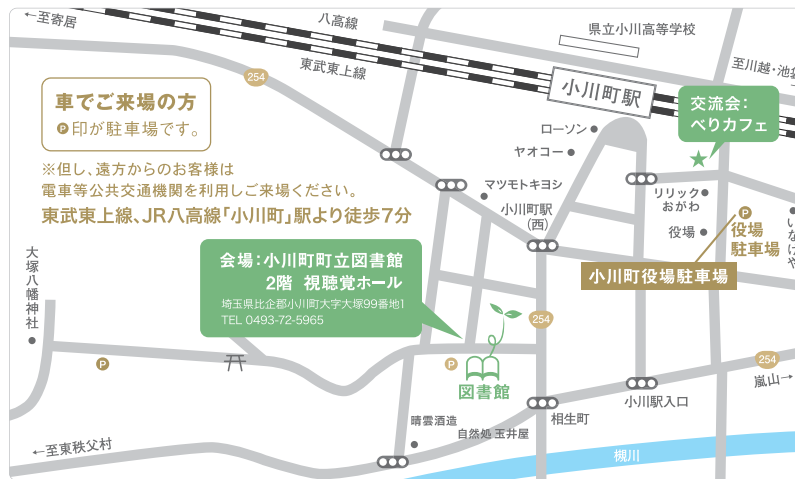 ←至寄居
八高線
県立小川高等学校
東武東上線
至川越・池袋
254
小川町駅
車でご来場の方
P印が駐車場です。
交流会：
べりカフェ
ローソン
ヤオコー
※但し、遠方からのお客様は
電車等公共交通機関を利用しご来場ください。
東武東上線、JR八高線「小川町」駅より徒歩7分
マツモトキヨシ
リリック
おがわ
小川町駅
（西）
P
役場
役場
駐車場
いなげや
小川町役場駐車場
会場：小川町町立図書館
2階 視聴覚ホール
埼玉県比企郡小川町大字大塚99番地1
TEL 0493-72-5965
大塚八幡神社
254
P
P
図書館
254
嵐山→
小川駅入口
相生町
晴雲酒造
自然処 玉井屋
←至東秩父村
槻川